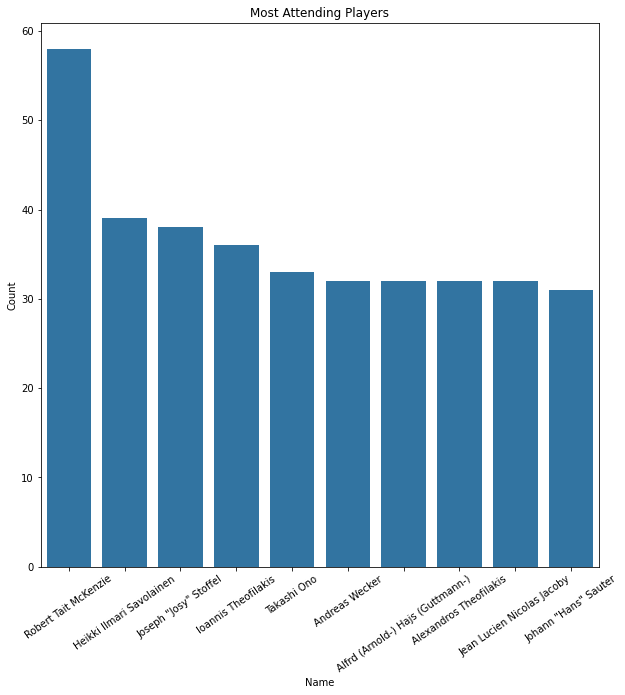 Most Attending Players
60
50
40
30
20
10
0
Count
Robert Tait McKenzie
Heikki Ilmari Savolainen
Joseph "Josy" Stoffel
Ioannis Theofilakis
Takashi Ono
Andreas Wecker
Alfrd (Arnold-) Hajs (Guttmann-)
Alexandros Theofilakis
Jean Lucien Nicolas Jacoby
Johann "Hans" Sauter
Name